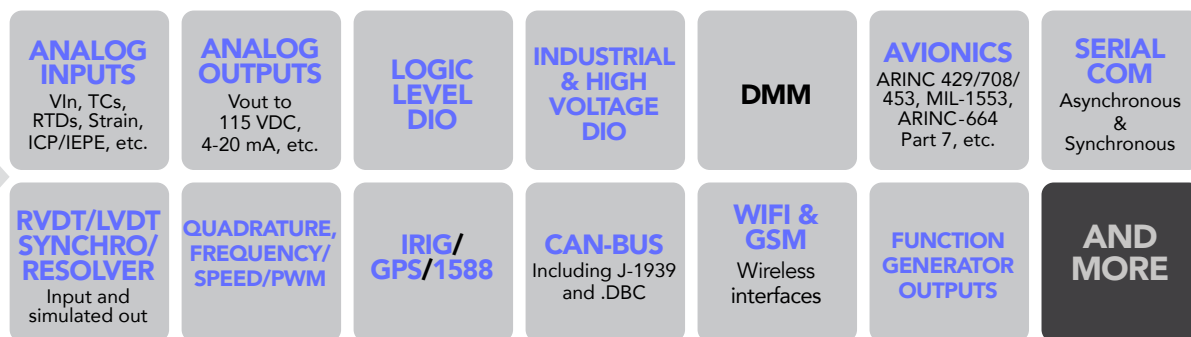 ANALOG
INPUTS
VIn, TCs,
RTDs, Strain,
ICP/IEPE, etc.
ANALOG
OUTPUTS
Vout to
115 VDC,
4-20 mA, etc.
LOGIC
LEVEL
DIO
INDUSTRIAL
& HIGH
VOLTAGE
DIO
DMM
AVIONICS
ARINC 429/708/
453, MIL-1553,
ARINC-664
Part 7, etc.
SERIAL
COM
Asynchronous
&
Synchronous
RVDT/LVDT
SYNCHRO/
RESOLVER
Input and
simulated out
QUADRATURE,
FREQUENCY/
SPEED/PWM
IRIG/
GPS/1588
CAN-BUS
Including J-1939
and .DBC
WIFI &
GSM
Wireless
interfaces
FUNCTION
GENERATOR
OUTPUTS
AND
MORE